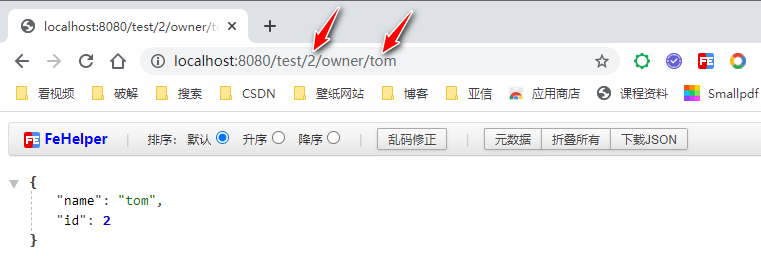 localhost:8080/test/2/owner/t
localhost:8080/test/2/owner/tom
看视频 破解 搜索 CSDN 壁纸网站 博客 亚信 应用商店 课程资料 Smallpdf
FE FeHelper 排序: 默认 升序 降序 乱码修正 元数据 折叠所有 下载JSON
{
"name": "tom",
"id": 2
}